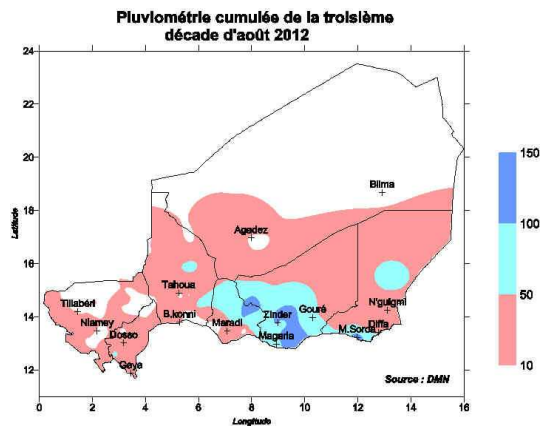 Pluviométrie cumulée de la troisième
décade d'août 2012
24
22
20
18
16
14
12
Latitude
Bilma
Agadez
Tahoua
Tillabéri
N'guigmi
Niamey
B.konni
Maradi
Zinder
Gouré
Dosso
Magaria
M.Soroa
Diffa
Gaya
Source : DMN
0 2 4 6 8 10 12 14 16
Longitude
150
100
50
10